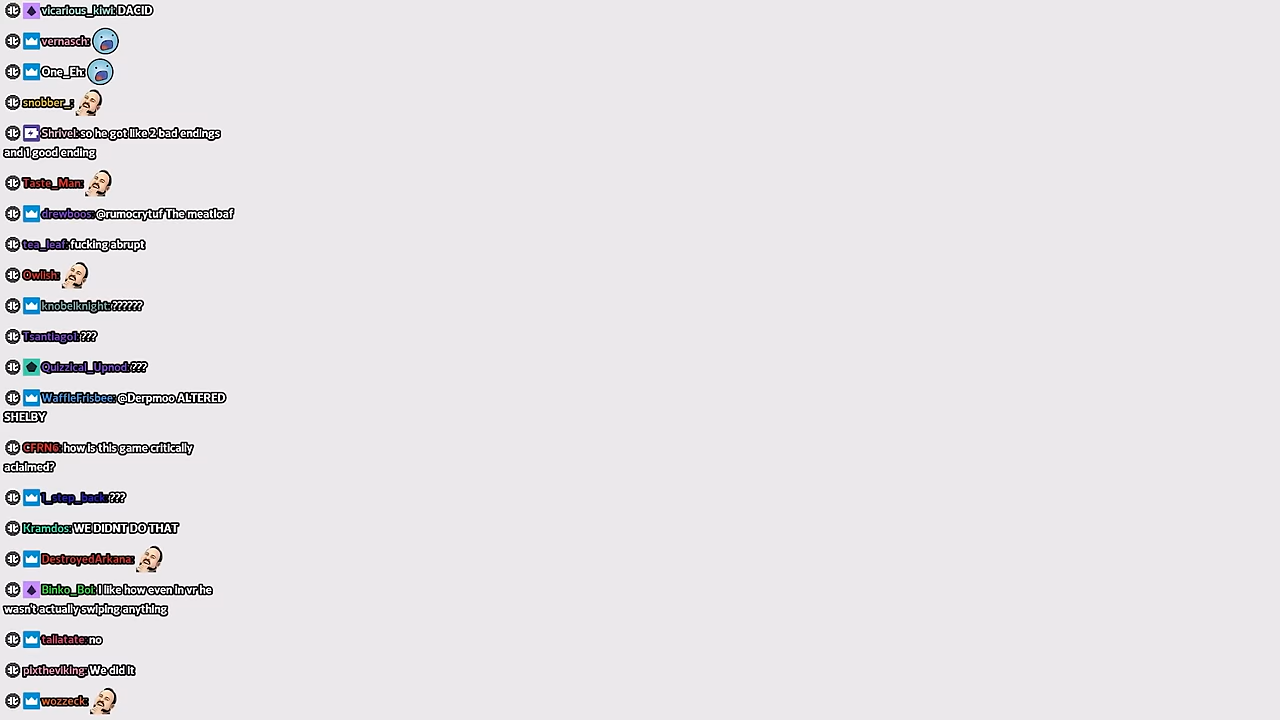 vicarious_kiwi: DACID
vernasch:
One_Eh:
snobber_:
Shrivel: so he got like 2 bad endings
and 1 good ending
Taste_Man:
drewboos: @rumocrytuf The meatloaf
tea_leaf: fucking abrupt
Owlish:
knobelknight: ??????
Tsantiagol: ???
Quizzical_Upnod: ???
WaffleFrisbee: @Derpmoo ALTERED
SHELBY
CFRN6: how is this game critically
aclaimed?
1_step_back: ???
Kramdos: WE DIDNT DO THAT
DestroyedArkana:
Binko_Boi: I like how even in vr he
wasn't actually swiping anything
taliatate: no
pixtheviking: We did it
wozzeck: